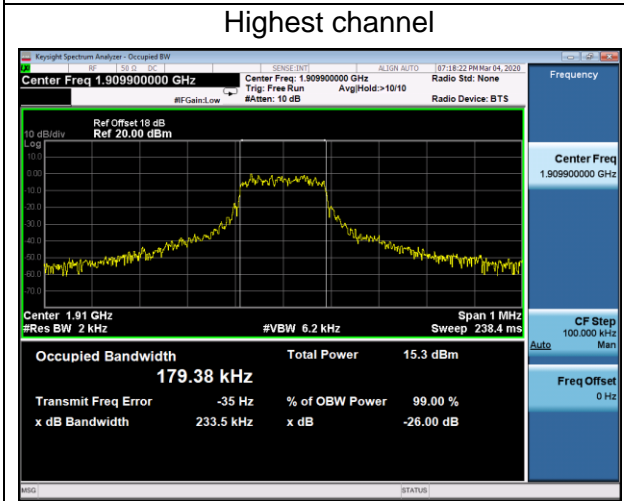 Highest channel
Keysight Spectrum Analyzer - Occupied BW
RF 50 Ω DC SENSE:INT ALIGN AUTO 07:18:22 PM Mar 04, 2020
Center Freq 1.909900000 GHz Center Freq: 1.909900000 GHz Radio Std: None Frequency
Trig: Free Run Avg|Hold:>10/10
#IFGain:Low #Atten: 10 dB Radio Device: BTS
Ref Offset 18 dB
10 dB/div Ref 20.00 dBm
Log
10.0
0.00
-10.0
-20.0
-30.0
-40.0
-50.0
-60.0
-70.0
Center Freq
1.909900000 GHz
Center 1.91 GHz Span 1 MHz
#Res BW 2 kHz #VBW 6.2 kHz Sweep 238.4 ms
CF Step
100.000 kHz
Auto Man
Occupied Bandwidth Total Power 15.3 dBm
179.38 kHz
Freq Offset
0 Hz
Transmit Freq Error -35 Hz % of OBW Power 99.00 %
x dB Bandwidth 233.5 kHz x dB -26.00 dB
MSG STATUS